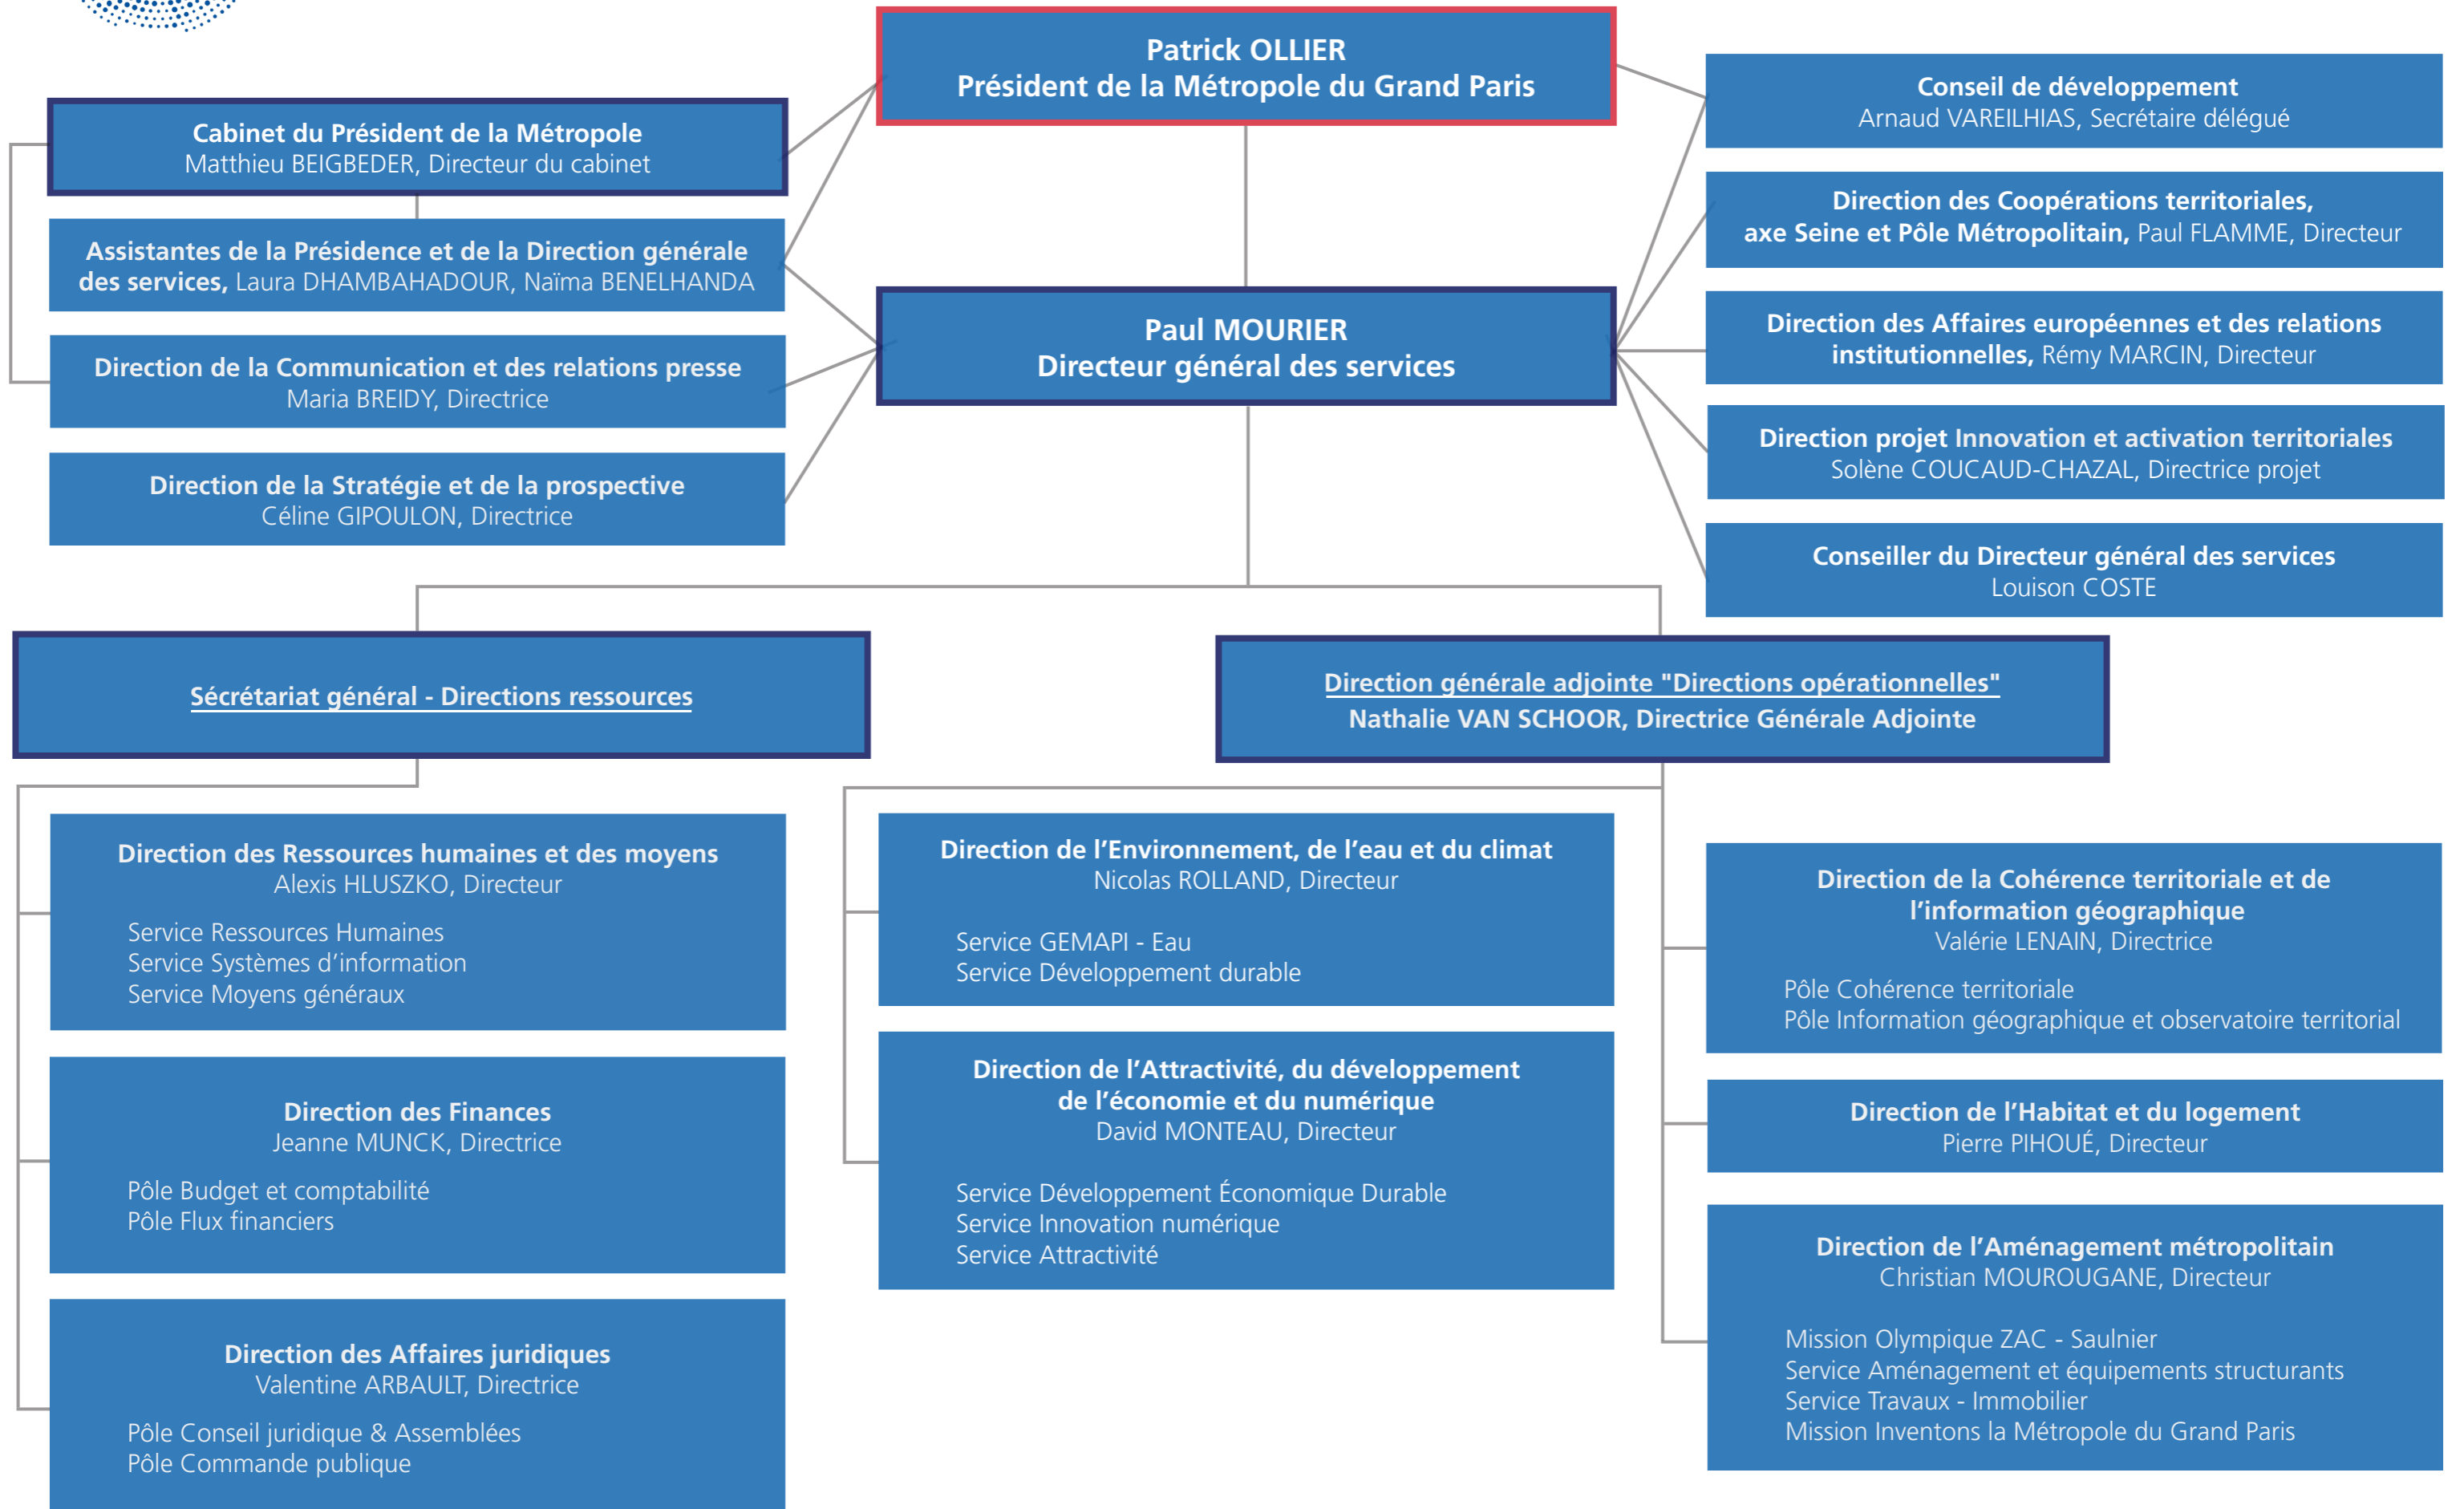 Patrick OLLIER
Président de la Métropole du Grand Paris
Cabinet du Président de la Métropole
Matthieu BEIGBEDER, Directeur du cabinet
Assistantes de la Présidence et de la Direction générale
des services, Laura DHAMBAHADOUR, Naïma BENELHANDA
Direction de la Communication et des relations presse
Maria BREIDY, Directrice
Direction de la Stratégie et de la prospective
Céline GIPOULON, Directrice
Paul MOURIER
Directeur général des services
Conseil de développement
Arnaud VAREILHIAS, Secrétaire délégué
Direction des Coopérations territoriales,
axe Seine et Pôle Métropolitain, Paul FLAMME, Directeur
Direction des Affaires européennes et des relations
institutionnelles, Rémy MARCIN, Directeur
Direction projet Innovation et activation territoriales
Solène COUCAUD-CHAZAL, Directrice projet
Conseiller du Directeur général des services
Louison COSTE
Sécrétariat général - Directions ressources
Direction générale adjointe "Directions opérationnelles"
Nathalie VAN SCHOOR, Directrice Générale Adjointe
Direction des Ressources humaines et des moyens
Alexis HLUSZKO, Directeur
Service Ressources Humaines
Service Systèmes d’information
Service Moyens généraux
Direction des Finances
Jeanne MUNCK, Directrice
Pôle Budget et comptabilité
Pôle Flux financiers
Direction des Affaires juridiques
Valentine ARBAULT, Directrice
Pôle Conseil juridique & Assemblées
Pôle Commande publique
Direction de l’Environnement, de l’eau et du climat
Nicolas ROLLAND, Directeur
Service GEMAPI - Eau
Service Développement durable
Direction de l’Attractivité, du développement
de l’économie et du numérique
David MONTEAU, Directeur
Service Développement Économique Durable
Service Innovation numérique
Service Attractivité
Direction de la Cohérence territoriale et de
l’information géographique
Valérie LENAIN, Directrice
Pôle Cohérence territoriale
Pôle Information géographique et observatoire territorial
Direction de l’Habitat et du logement
Pierre PIHOUÉ, Directeur
Direction de l’Aménagement métropolitain
Christian MOUROUGANE, Directeur
Mission Olympique ZAC - Saulnier
Service Aménagement et équipements structurants
Service Travaux - Immobilier
Mission Inventons la Métropole du Grand Paris